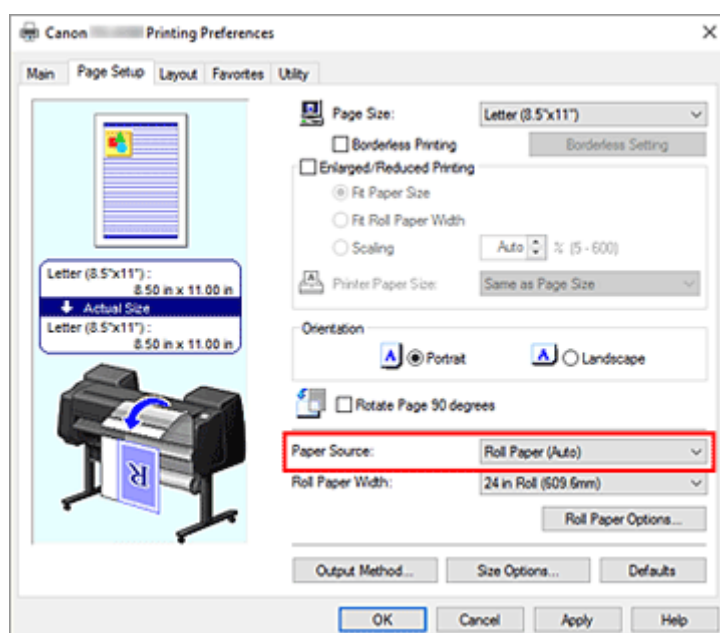 Canon Printing Preferences
Main Page Setup Layout Favorites Utility
Page Size: Letter (8.5"x11")
Borderless Printing Borderless Setting
Enlarged/Reduced Printing
Fit Paper Size
Fit Roll Paper Width
Scaling Auto % (5 - 600)
Printer Paper Size: Same as Page Size
Letter (8.5"x11") :
8.50 in x 11.00 in
Actual Size
Letter (8.5"x11") :
8.50 in x 11.00 in
Orientation
A Portrait A Landscape
Rotate Page 90 degrees
Paper Source: Roll Paper (Auto)
Roll Paper Width: 24 in Roll (609.6mm)
Roll Paper Options...
R
Output Method... Size Options... Defaults
OK Cancel Apply Help